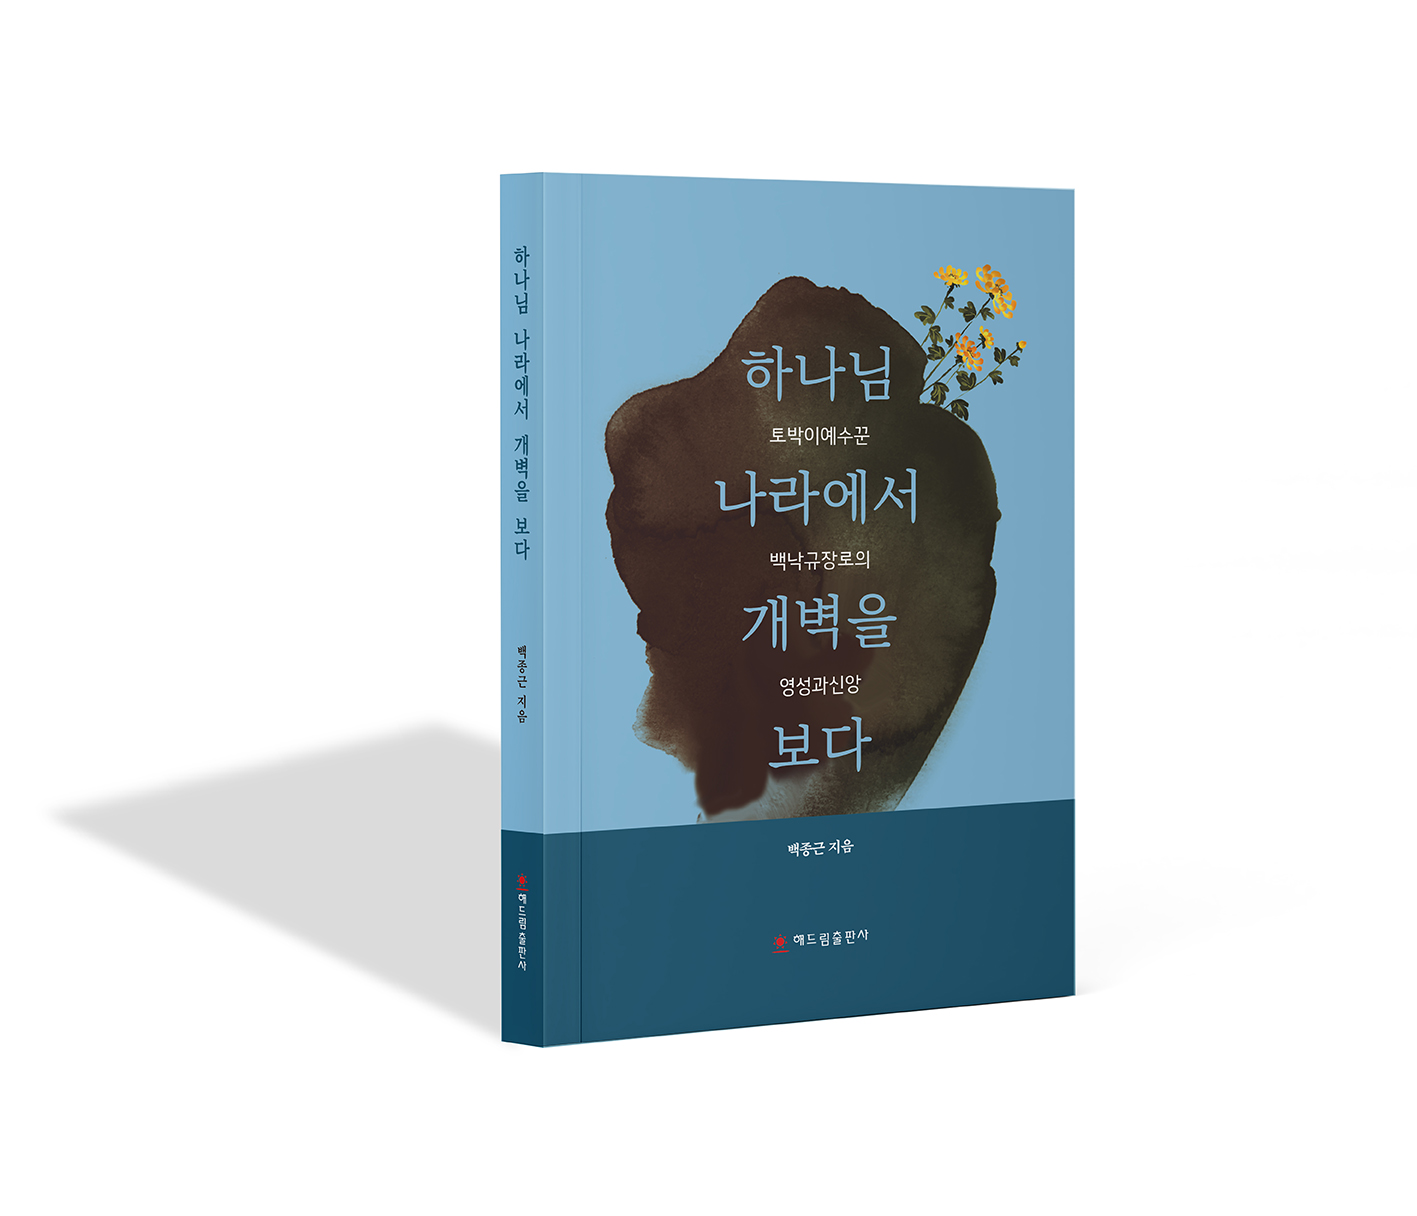 하나님 나라에서 개벽을 보다
백종근 지음
해드림출판사
하나님
토박이예수꾼
나라에서
백낙규장로의
개벽을
영성과신앙
보다
백종근 지음
해드림출판사